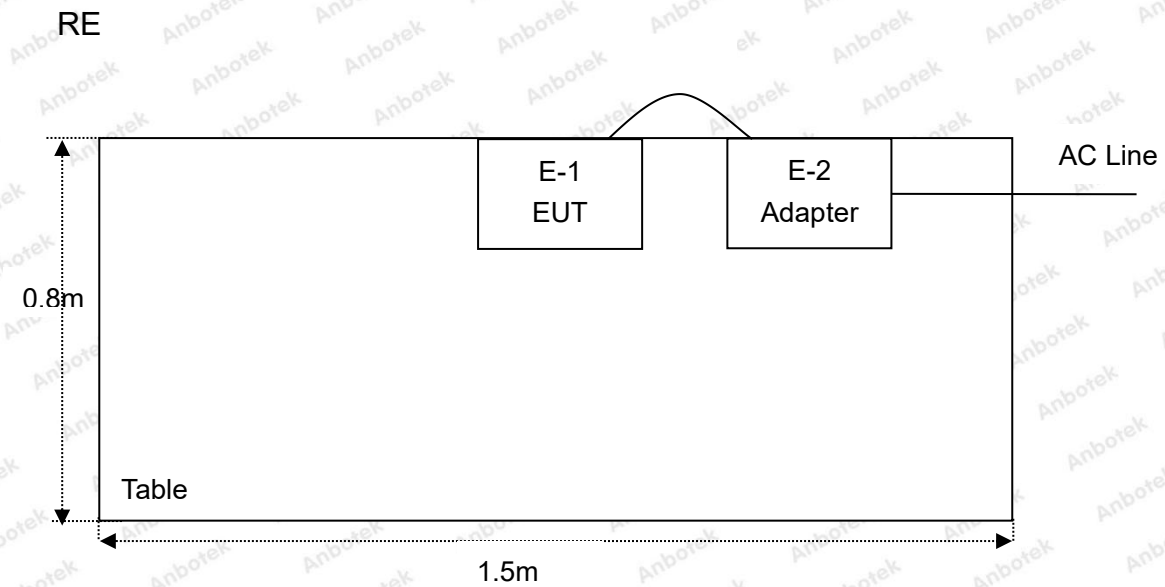 RE
E-1
EUT
E-2
Adapter
AC Line
0.8m
Table
1.5m